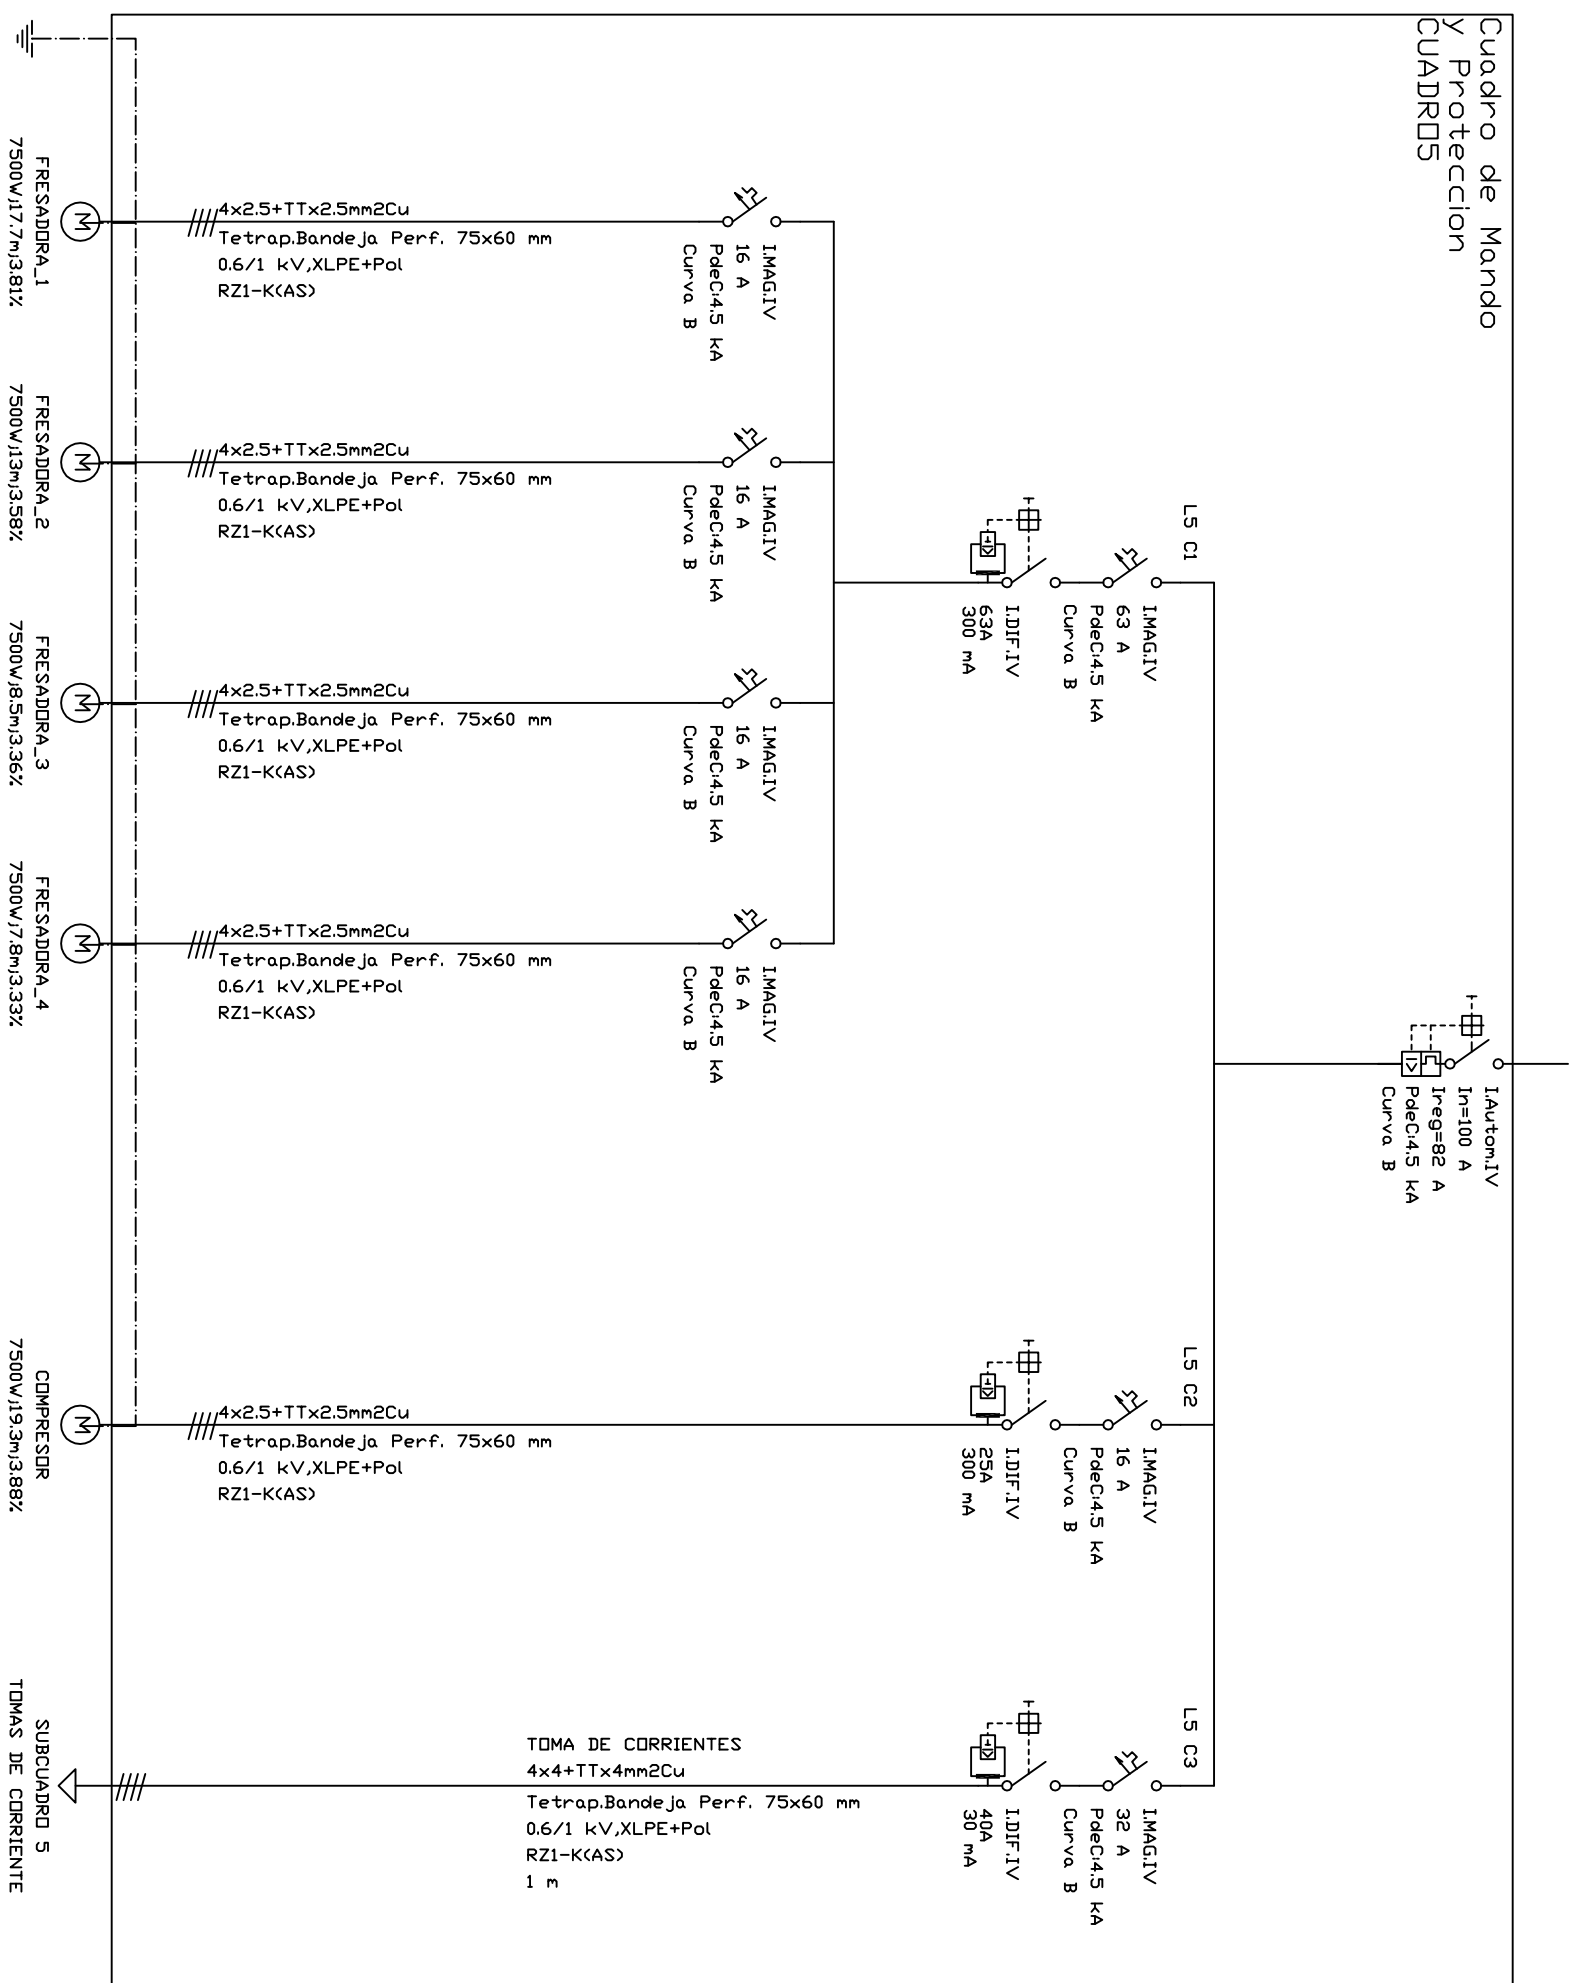 Cuadro de Mando
y Proteccion
CUADRO5
I.Autom.IV
In=100 A
Ireg=82 A
PdeC:4.5 kA
Curva B
L5 C1
I.MAG.IV
63 A
PdeC:4.5 kA
Curva B
I.DIF.IV
63A
300 mA
L5 C2
I.MAG.IV
16 A
PdeC:4.5 kA
Curva B
I.DIF.IV
25A
300 mA
L5 C3
I.MAG.IV
32 A
PdeC:4.5 kA
Curva B
I.DIF.IV
40A
30 mA
I.MAG.IV
16 A
PdeC:4.5 kA
Curva B
I.MAG.IV
16 A
PdeC:4.5 kA
Curva B
I.MAG.IV
16 A
PdeC:4.5 kA
Curva B
I.MAG.IV
16 A
PdeC:4.5 kA
Curva B
4x2.5+TTx2.5mm2Cu
Tetrap.Bandeja Perf. 75x60 mm
0.6/1 kV,XLPE+Pol
RZ1-K(AS)
4x2.5+TTx2.5mm2Cu
Tetrap.Bandeja Perf. 75x60 mm
0.6/1 kV,XLPE+Pol
RZ1-K(AS)
4x2.5+TTx2.5mm2Cu
Tetrap.Bandeja Perf. 75x60 mm
0.6/1 kV,XLPE+Pol
RZ1-K(AS)
4x2.5+TTx2.5mm2Cu
Tetrap.Bandeja Perf. 75x60 mm
0.6/1 kV,XLPE+Pol
RZ1-K(AS)
4x2.5+TTx2.5mm2Cu
Tetrap.Bandeja Perf. 75x60 mm
0.6/1 kV,XLPE+Pol
RZ1-K(AS)
TOMA DE CORRIENTES
4x4+TTx4mm2Cu
Tetrap.Bandeja Perf. 75x60 mm
0.6/1 kV,XLPE+Pol
RZ1-K(AS)
1 m
M
FRESADORA_1
7500W;17.7m;3.81%
M
FRESADORA_2
7500W;13m;3.58%
M
FRESADORA_3
7500W;8.5m;3.36%
M
FRESADORA_4
7500W;7.8m;3.33%
M
COMPRESOR
7500W;19.3m;3.88%
SUBCUADRO 5
TOMAS DE CORRIENTE